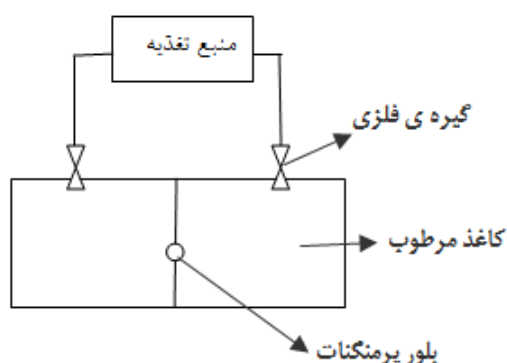 منبع تغذیه
گیره ی فلزی
کاغذ مرطوب
بلور پرمنگنات